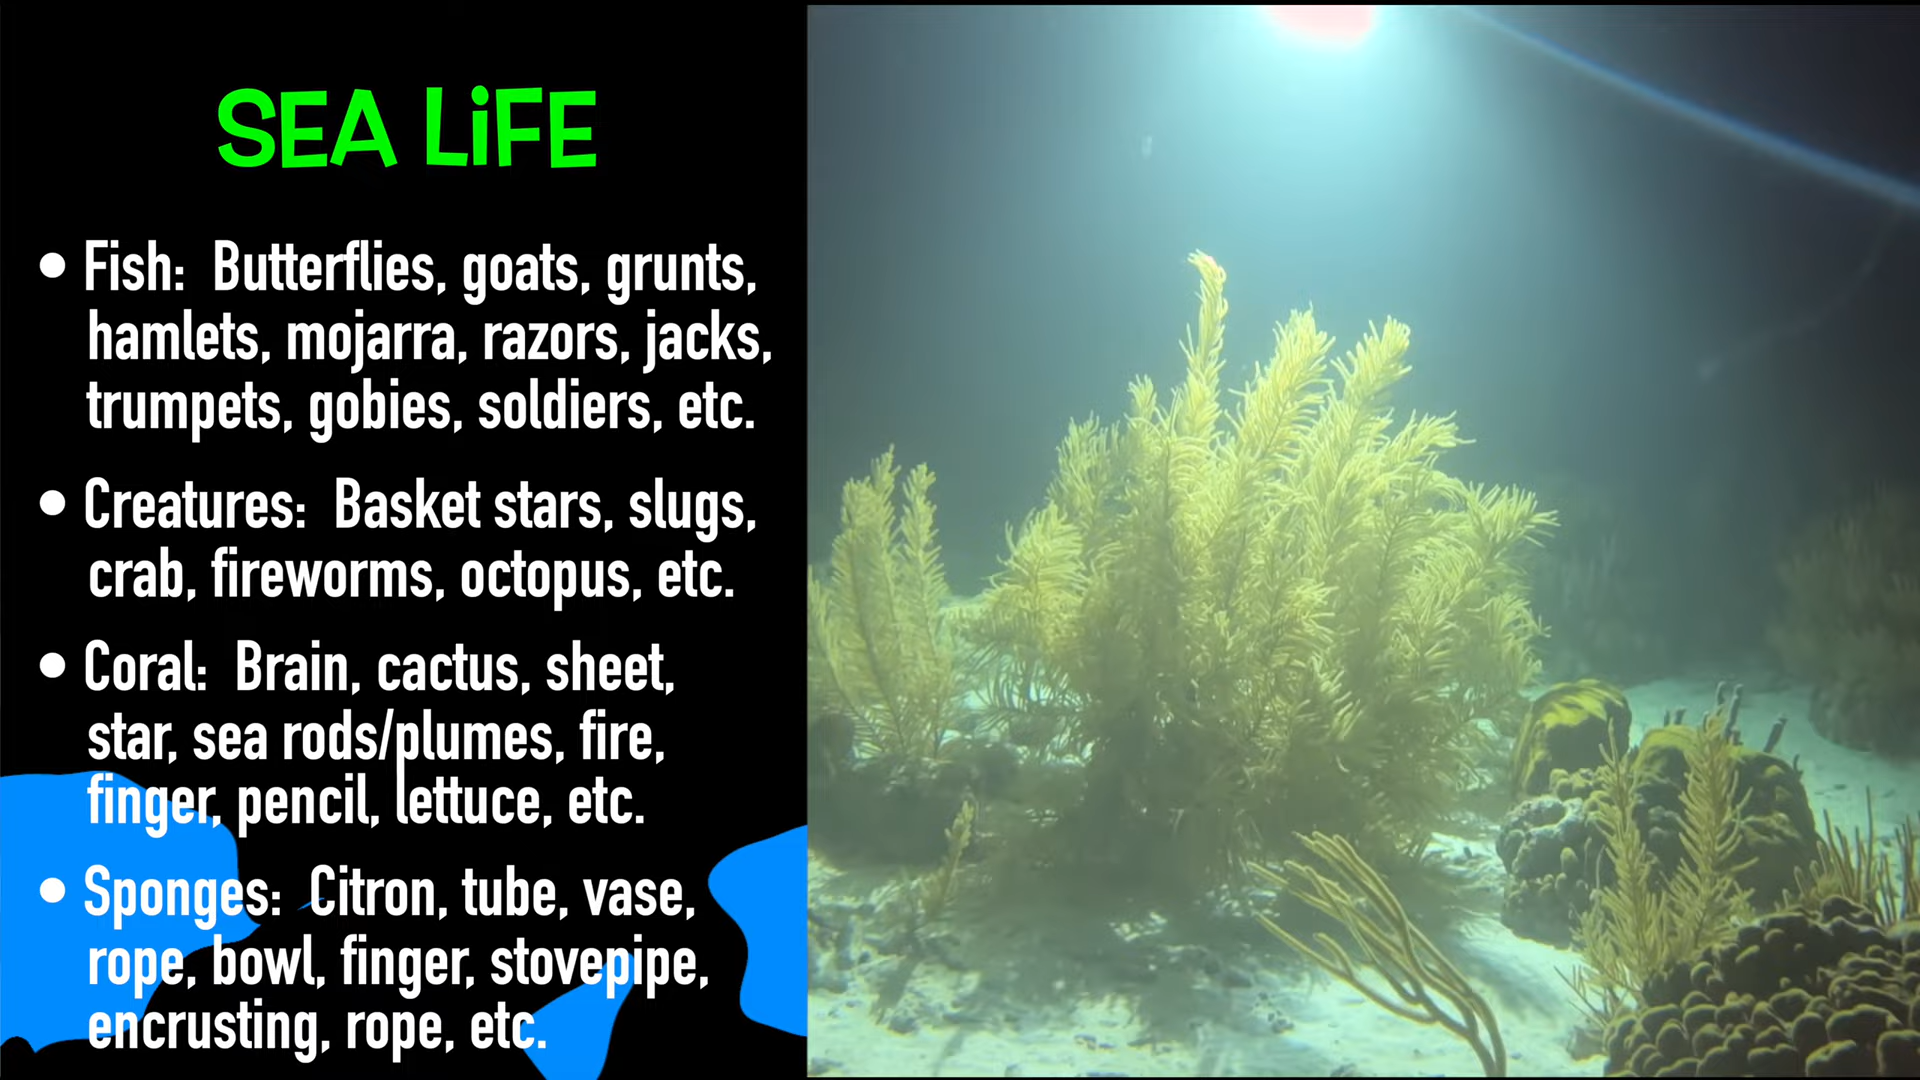 SEA LiFE
• Fish: Butterflies, goats, grunts,
hamlets, mojarra, razors, jacks,
trumpets, gobies, soldiers, etc.
• Creatures: Basket stars, slugs,
crab, fireworms, octopus, etc.
• Coral: Brain, cactus, sheet,
star, sea rods/plumes, fire,
finger, pencil, lettuce, etc.
• Sponges: Citron, tube, vase,
rope, bowl, finger, stovepipe,
encrusting, rope, etc.